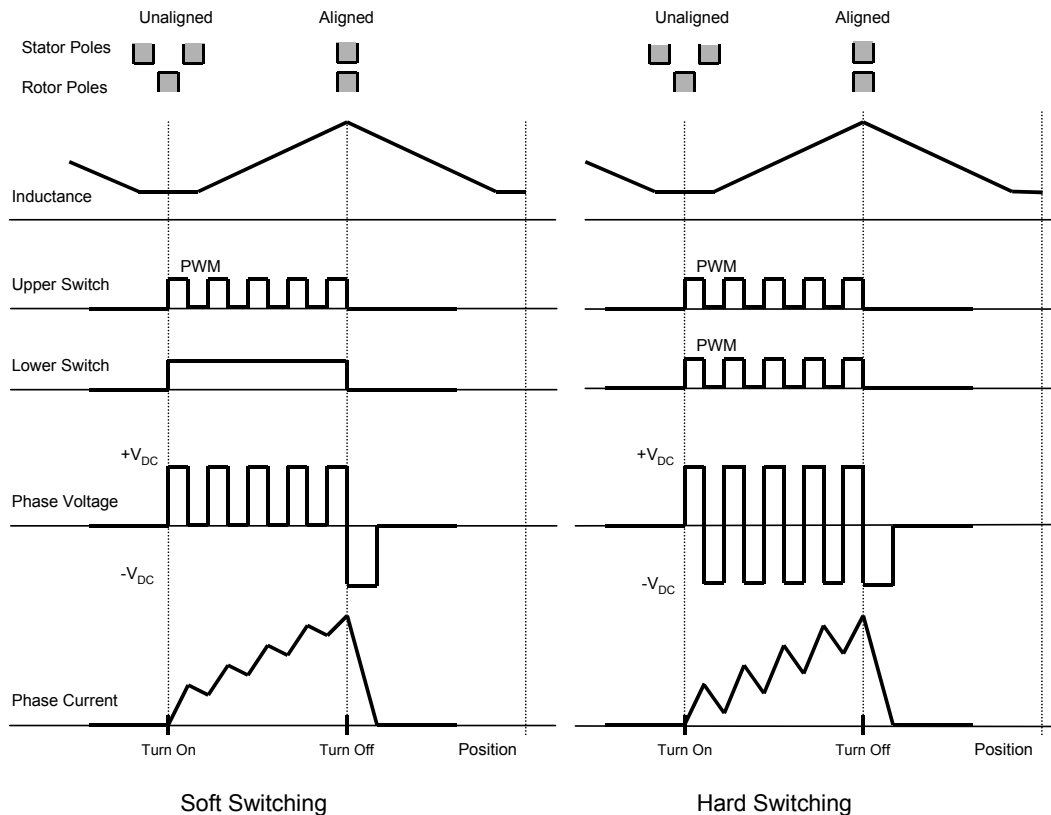 Unaligned Aligned
Stator Poles
Rotor Poles
Inductance
PWM
Upper Switch
Lower Switch
+VDC
Phase Voltage
-VDC
Phase Current
Turn On Turn Off Position
Soft Switching
Unaligned Aligned
PWM
PWM
+VDC
-VDC
Turn On Turn Off Position
Hard Switching